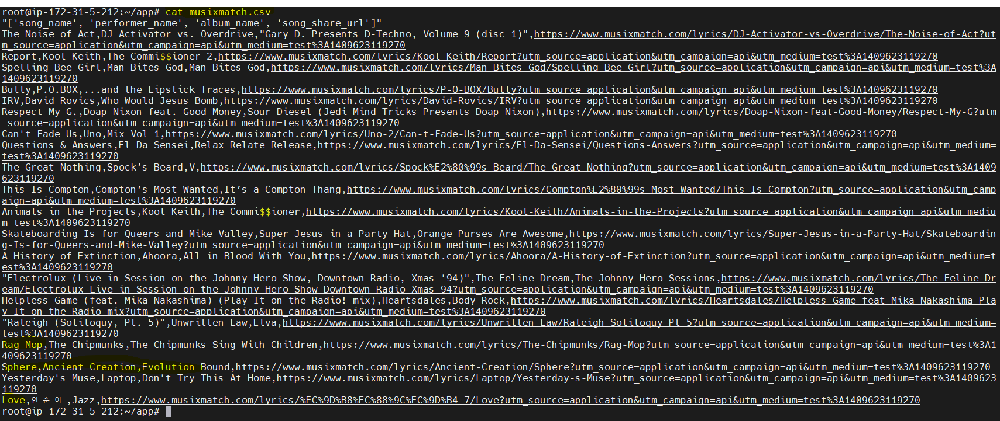 root@ip-172-31-5-212:~/app# cat musixmatch.csv
"['song_name', 'performer_name', 'album_name', 'song_share_url']"
The Noise of Act,DJ Activator vs. Overdrive,"Gary D. Presents D-Techno, Volume 9 (disc 1)",https://www.musixmatch.com/lyrics/DJ-Activator-vs-Overdrive/The-Noise-of-Act?ut
m_source=application&utm_campaign=api&utm_medium=test%3A1409623119270
Report,Kool Keith,The Commi$$ioner 2,https://www.musixmatch.com/lyrics/Kool-Keith/Report?utm_source=application&utm_campaign=api&utm_medium=test%3A1409623119270
Spelling Bee Girl,Man Bites God,Man Bites God,https://www.musixmatch.com/lyrics/Man-Bites-God/Spelling-Bee-Girl?utm_source=application&utm_campaign=api&utm_medium=test%3A
1409623119270
Bully,P.O.BOX,...and the Lipstick Traces,https://www.musixmatch.com/lyrics/P-O-BOX/Bully?utm_source=application&utm_campaign=api&utm_medium=test%3A1409623119270
IRV,David Rovics,Who Would Jesus Bomb,https://www.musixmatch.com/lyrics/David-Rovics/IRV?utm_source=application&utm_campaign=api&utm_medium=test%3A1409623119270
Respect My G.,Doap Nixon feat. Good Money,Sour Diesel (Jedi Mind Tricks Presents Doap Nixon),https://www.musixmatch.com/lyrics/Doap-Nixon-feat-Good-Money/Respect-My-G?utm
_source=application&utm_campaign=api&utm_medium=test%3A1409623119270
Can't Fade Us,Uno,Mix Vol 1,https://www.musixmatch.com/lyrics/Uno-2/Can-t-Fade-Us?utm_source=application&utm_campaign=api&utm_medium=test%3A1409623119270
Questions & Answers,El Da Sensei,Relax Relate Release,https://www.musixmatch.com/lyrics/El-Da-Sensei/Questions-Answers?utm_source=application&utm_campaign=api&utm_medium=
test%3A1409623119270
The Great Nothing,Spock’s Beard,V,https://www.musixmatch.com/lyrics/Spock%E2%80%99s-Beard/The-Great-Nothing?utm_source=application&utm_campaign=api&utm_medium=test%3A1409
623119270
This Is Compton,Compton’s Most Wanted,It’s a Compton Thang,https://www.musixmatch.com/lyrics/Compton%E2%80%99s-Most-Wanted/This-Is-Compton?utm_source=application&utm_camp
aign=api&utm_medium=test%3A1409623119270
Animals in the Projects,Kool Keith,The Commi$$ioner,https://www.musixmatch.com/lyrics/Kool-Keith/Animals-in-the-Projects?utm_source=application&utm_campaign=api&utm_mediu
m=test%3A1409623119270
Skateboarding Is for Queers and Mike Valley,Super Jesus in a Party Hat,Orange Purses Are Awesome,https://www.musixmatch.com/lyrics/Super-Jesus-in-a-Party-Hat/Skateboardin
g-Is-for-Queers-and-Mike-Valley?utm_source=application&utm_campaign=api&utm_medium=test%3A1409623119270
A History of Extinction,Ahoora,All in Blood With You,https://www.musixmatch.com/lyrics/Ahoora/A-History-of-Extinction?utm_source=application&utm_campaign=api&utm_medium=t
est%3A1409623119270
"Electrolux (Live in Session on the Johnny Hero Show, Downtown Radio, Xmas '94)",The Feline Dream,The Johnny Hero Sessions,https://www.musixmatch.com/lyrics/The-Feline-Dr
eam/Electrolux-Live-in-Session-on-the-Johnny-Hero-Show-Downtown-Radio-Xmas-94?utm_source=application&utm_campaign=api&utm_medium=test%3A1409623119270
Helpless Game (feat. Mika Nakashima) (Play It on the Radio! mix),Heartsdales,Body Rock,https://www.musixmatch.com/lyrics/Heartsdales/Helpless-Game-feat-Mika-Nakashima-Pla
y-It-on-the-Radio-mix?utm_source=application&utm_campaign=api&utm_medium=test%3A1409623119270
"Raleigh (Soliloquy, Pt. 5)",Unwritten Law,Elva,https://www.musixmatch.com/lyrics/Unwritten-Law/Raleigh-Soliloquy-Pt-5?utm_source=application&utm_campaign=api&utm_medium=
test%3A1409623119270
Rag Mop,The Chipmunks,The Chipmunks Sing With Children,https://www.musixmatch.com/lyrics/The-Chipmunks/Rag-Mop?utm_source=application&utm_campaign=api&utm_medium=test%3A1
409623119270
Sphere,Ancient Creation,Evolution Bound,https://www.musixmatch.com/lyrics/Ancient-Creation/Sphere?utm_source=application&utm_campaign=api&utm_medium=test%3A1409623119270
Yesterday's Muse,Laptop,Don't Try This At Home,https://www.musixmatch.com/lyrics/Laptop/Yesterday-s-Muse?utm_source=application&utm_campaign=api&utm_medium=test%3A1409623
119270
Love,인순이,Jazz,https://www.musixmatch.com/lyrics/%EC%9D%B8%EC%88%9C%EC%9D%B4-7/Love?utm_source=application&utm_campaign=api&utm_medium=test%3A1409623119270
root@ip-172-31-5-212:~/app#